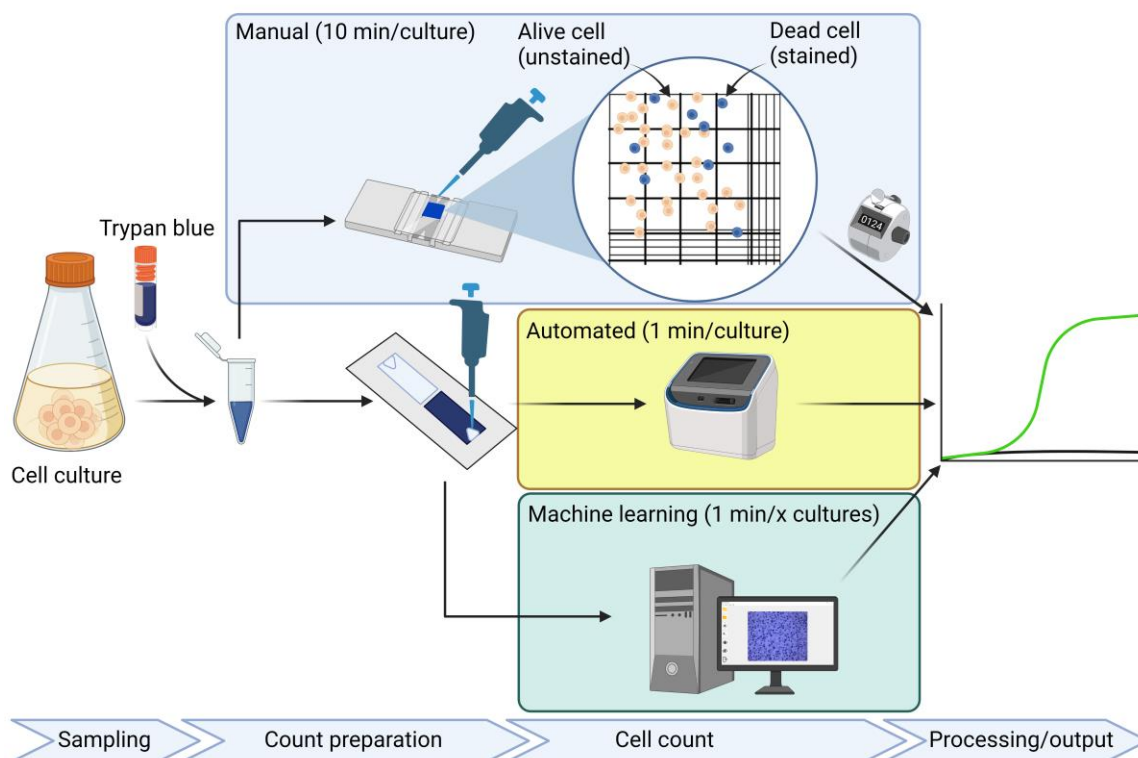 Manual (10 min/culture)
Alive cell
(unstained)
Dead cell
(stained)
Trypan blue
0124
Cell culture
Automated (1 min/culture)
Machine learning (1 min/x cultures)
Sampling
Count preparation
Cell count
Processing/output